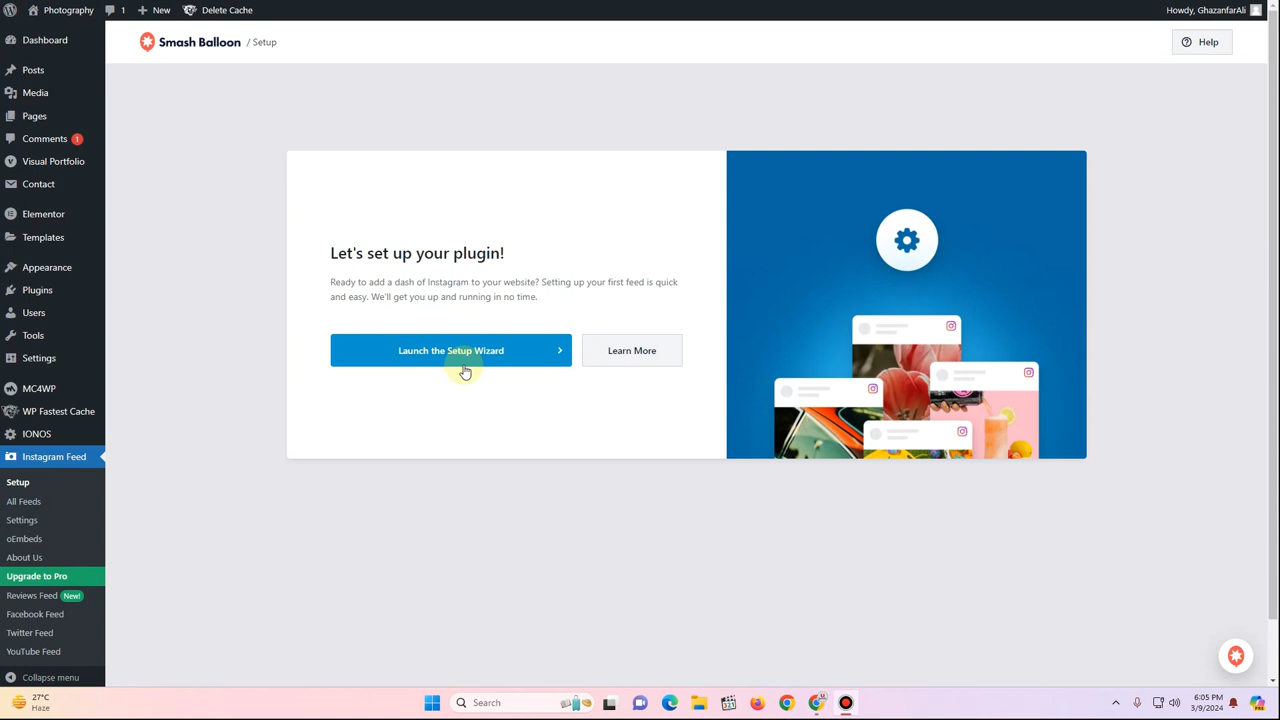 Photography
1
New
Delete Cache
Howdy, GhazanfarAli
Dashboard
Posts
Media
Pages
Comments 1
Visual Portfolio
Contact
Elementor
Templates
Appearance
Plugins
Users
Tools
Settings
MC4WP
WP Fastest Cache
IONOS
Instagram Feed
Setup
All Feeds
Settings
oEmbeds
About Us
Upgrade to Pro
Reviews Feed New!
Facebook Feed
Twitter Feed
YouTube Feed
Collapse menu
Smash Balloon / Setup
Help
Let's set up your plugin!
Ready to add a dash of Instagram to your website? Setting up your first feed is quick
and easy. We'll get you up and running in no time.
Launch the Setup Wizard
Learn More
27°C
Haze
Search
6:05 PM
3/9/2024